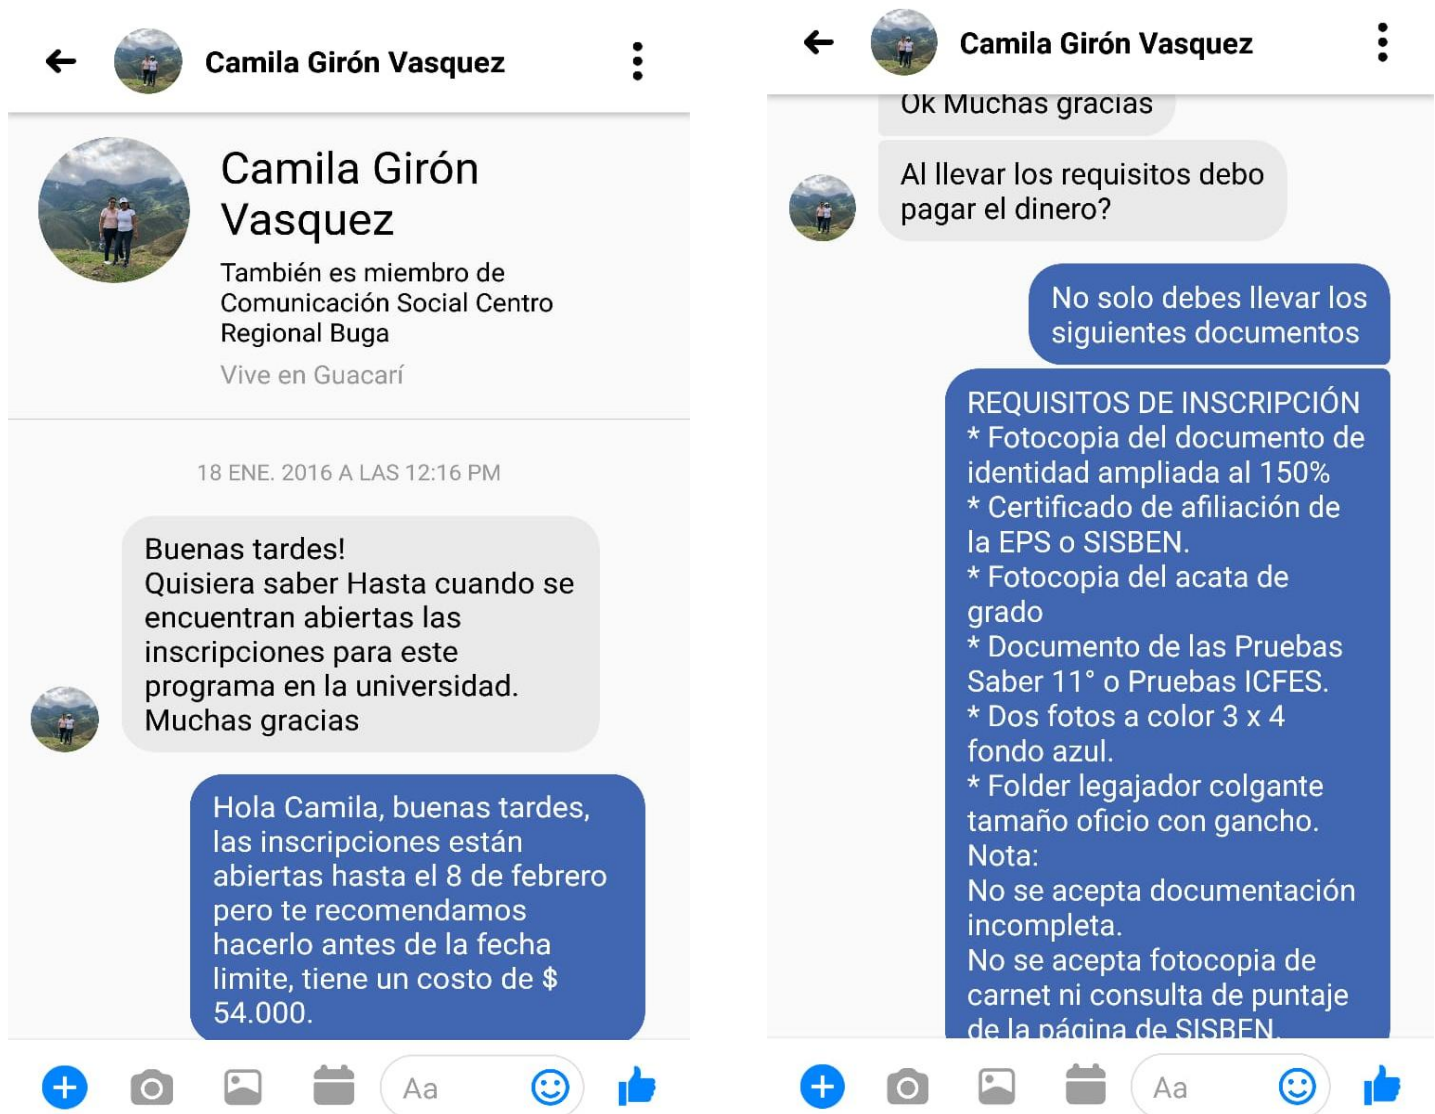 Camila Girón Vasquez
Camila Girón
Vasquez
También es miembro de
Comunicación Social Centro
Regional Buga
Vive en Guacarí
18 ENE. 2016 A LAS 12:16 PM
Buenas tardes!
Quisiera saber Hasta cuando se
encuentran abiertas las
inscripciones para este
programa en la universidad.
Muchas gracias
Hola Camila, buenas tardes,
las inscripciones están
abiertas hasta el 8 de febrero
pero te recomendamos
hacerlo antes de la fecha
limite, tiene un costo de $
54.000.
Aa
Camila Girón Vasquez
Ok Muchas gracias
Al llevar los requisitos debo
pagar el dinero?
No solo debes llevar los
siguientes documentos
REQUISITOS DE INSCRIPCIÓN
* Fotocopia del documento de
identidad ampliada al 150%
* Certificado de afiliación de
la EPS o SISBEN.
* Fotocopia del acata de
grado
* Documento de las Pruebas
Saber 11° o Pruebas ICFES.
* Dos fotos a color 3 x 4
fondo azul.
* Folder legajador colgante
tamaño oficio con gancho.
Nota:
No se acepta documentación
incompleta.
No se acepta fotocopia de
carnet ni consulta de puntaje
de la página de SISBEN.
Aa